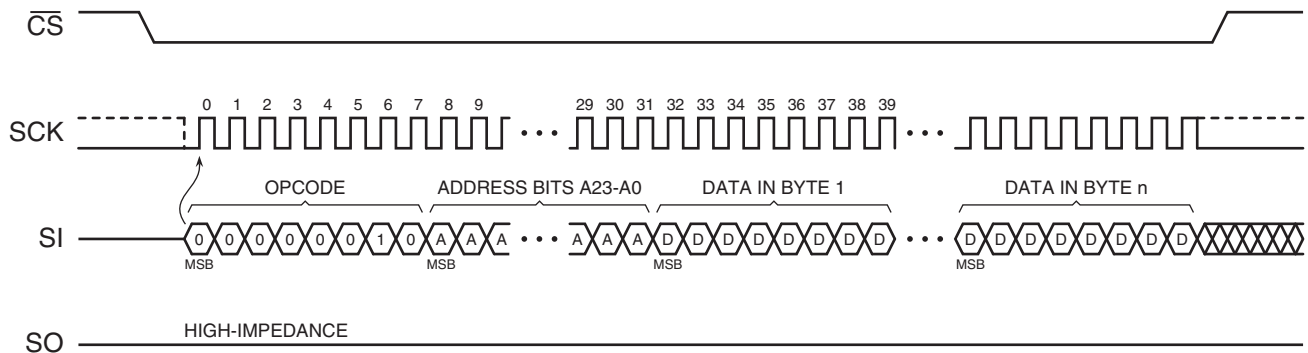 CS
0 1 2 3 4 5 6 7 8 9 29 30 31 32 33 34 35 36 37 38 39
SCK
OPCODE ADDRESS BITS A23-A0 DATA IN BYTE 1 DATA IN BYTE n
SI 0 0 0 0 0 0 1 0 A A A A A A D D D D D D D D D D D D D D D D
MSB MSB MSB MSB
HIGH-IMPEDANCE
SO